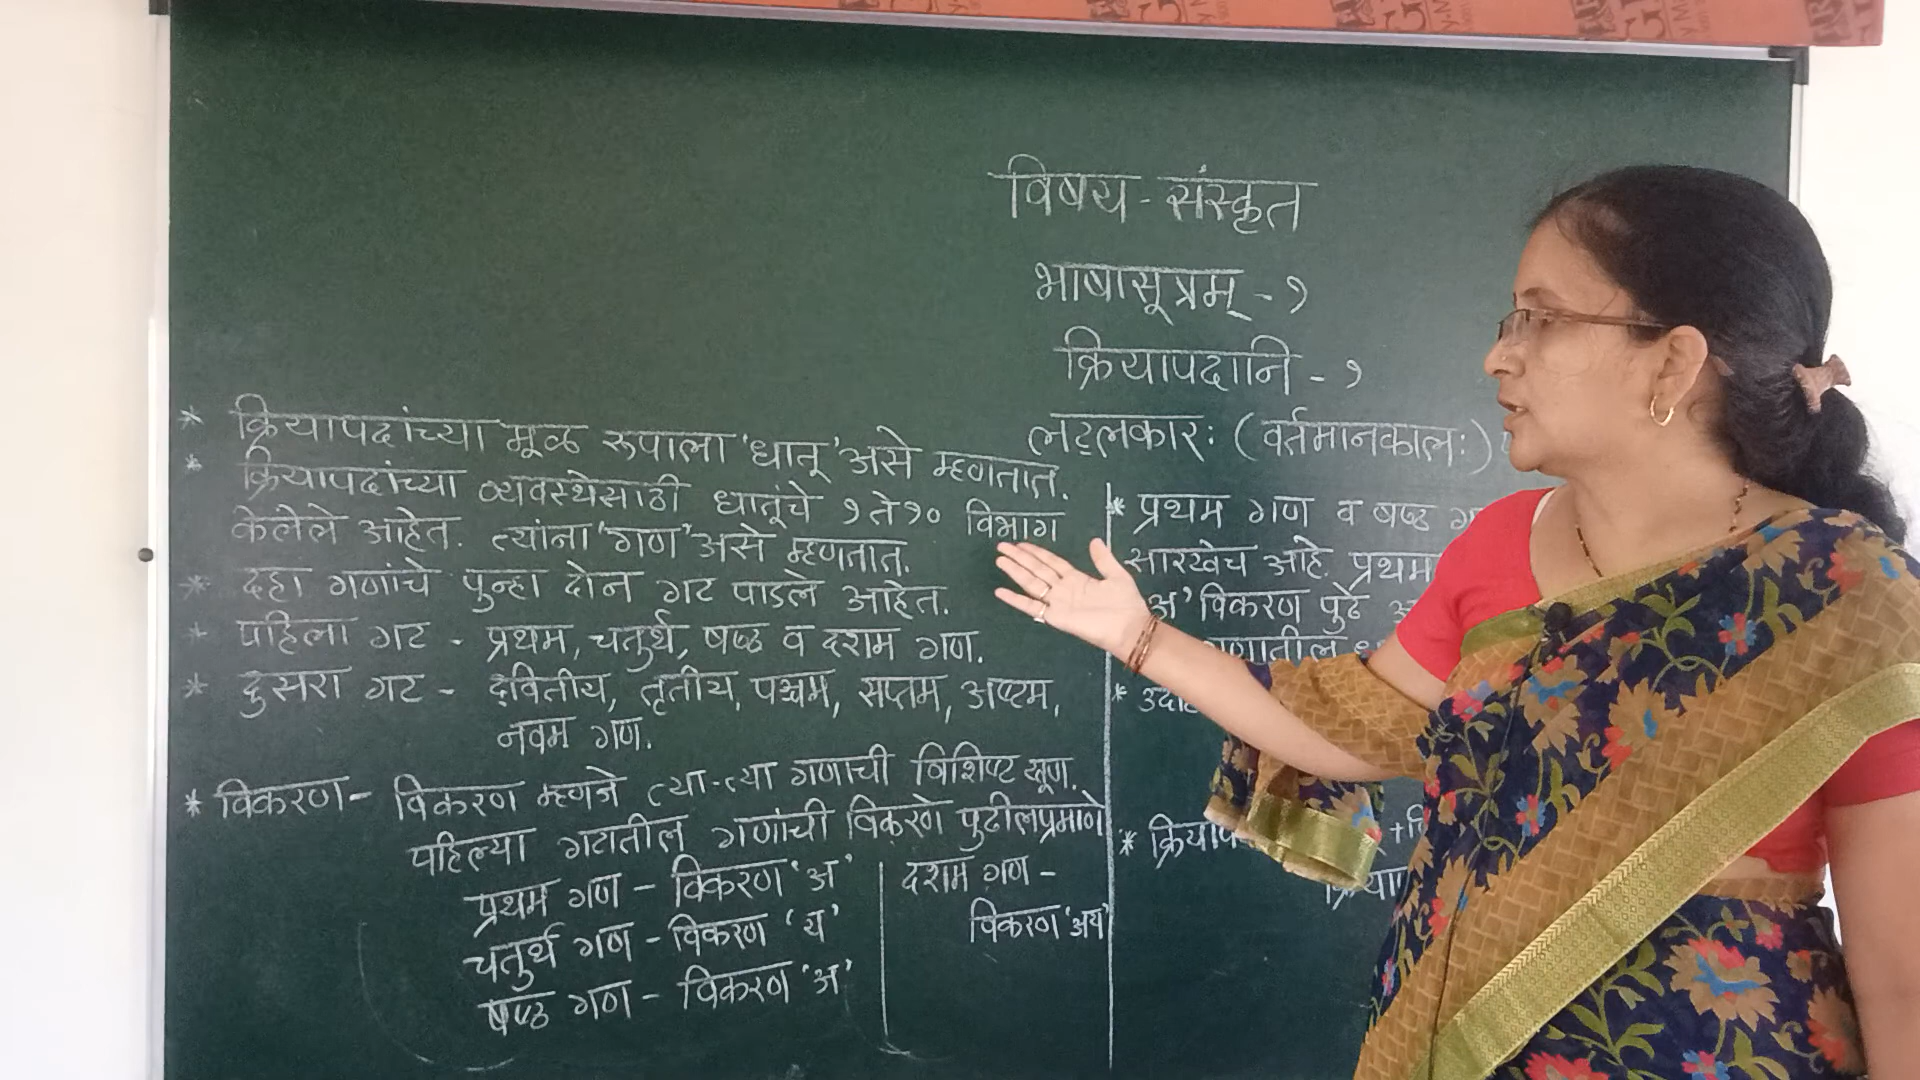 विषय - संस्कृत
भाषासूत्रम् - १
क्रियापदानि - १
लट्लकारः (वर्तमानकालः)
* क्रियापदांच्या मूळ रूपाला 'धातू' असे म्हणतात.
* क्रियापदांच्या व्यवस्थेसाठी धातूंचे १ ते १० विभाग
केलेले आहेत. त्यांना 'गण' असे म्हणतात.
* दहा गणांचे पुन्हा दोन गट पाडले आहेत.
* पहिला गट - प्रथम, चतुर्थ, षष्ठ व दशम गण.
* दुसरा गट - द्वितीय, तृतीय, पञ्चम, सप्तम, अष्टम,
नवम गण.
* विकरण - विकरण म्हणजे त्या-त्या गणाची विशिष्ट खूण.
पहिल्या गटातील गणांची विकरणे पुढीलप्रमाणे
प्रथम गण - विकरण 'अ'
चतुर्थ गण - विकरण 'य'
षष्ठ गण - विकरण 'अ'
दशम गण -
विकरण 'अय'
* प्रथम गण व षष्ठ
सारखेच आहे. प्रथम
'अ' विकरण पुढे
गणातील
*
*